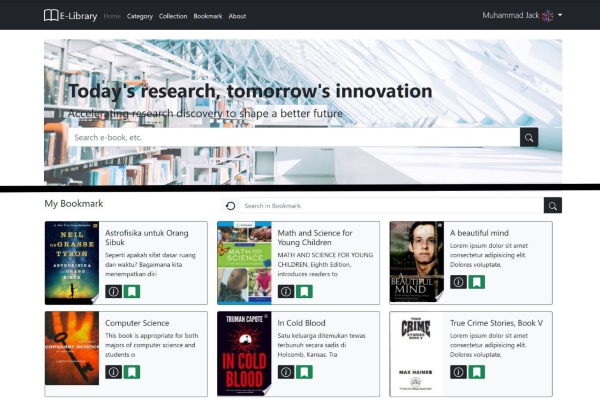 E-Library Home Category Collection Bookmark About Muhammad Jack
Today's research, tomorrow's innovation
Accelerating research discovery to shape a better future
Search e-book, etc.
My Bookmark
Search in Bookmark.
NEIL
DEGRASSE
TYSON
ASTROFISIKA
UNTUK
ORANG
SIBUK
Astrofisika untuk Orang
Sibuk
Seperti apakah sifat dasar ruang
dan waktu? Bagaimana kita
menempatkan diri
MATH AND
SCIENCE
Math and Science for
Young Children
MATH AND SCIENCE FOR YOUNG
CHILDREN, Eighth Edition,
introduces readers to
A
BEAUTIFUL
MIND
A beautiful mind
Lorem ipsum dolor sit amet
consectetur adipisicing elit.
Dolores voluptate,
computer science
Computer Science
This book is appropriate for both
majors of computer science and
students o
TRUMAN CAPOTE
IN COLD
BLOOD
In Cold Blood
Satu keluarga ditemukan tewas
terbunuh secara sadis di
Holcomb, Kansas. Tra
TRUE
CRIME
STORIES
BOOK V
MAX HAINES
True Crime Stories, Book V
Lorem ipsum dolor sit amet
consectetur adipisicing elit.
Dolores voluptate,